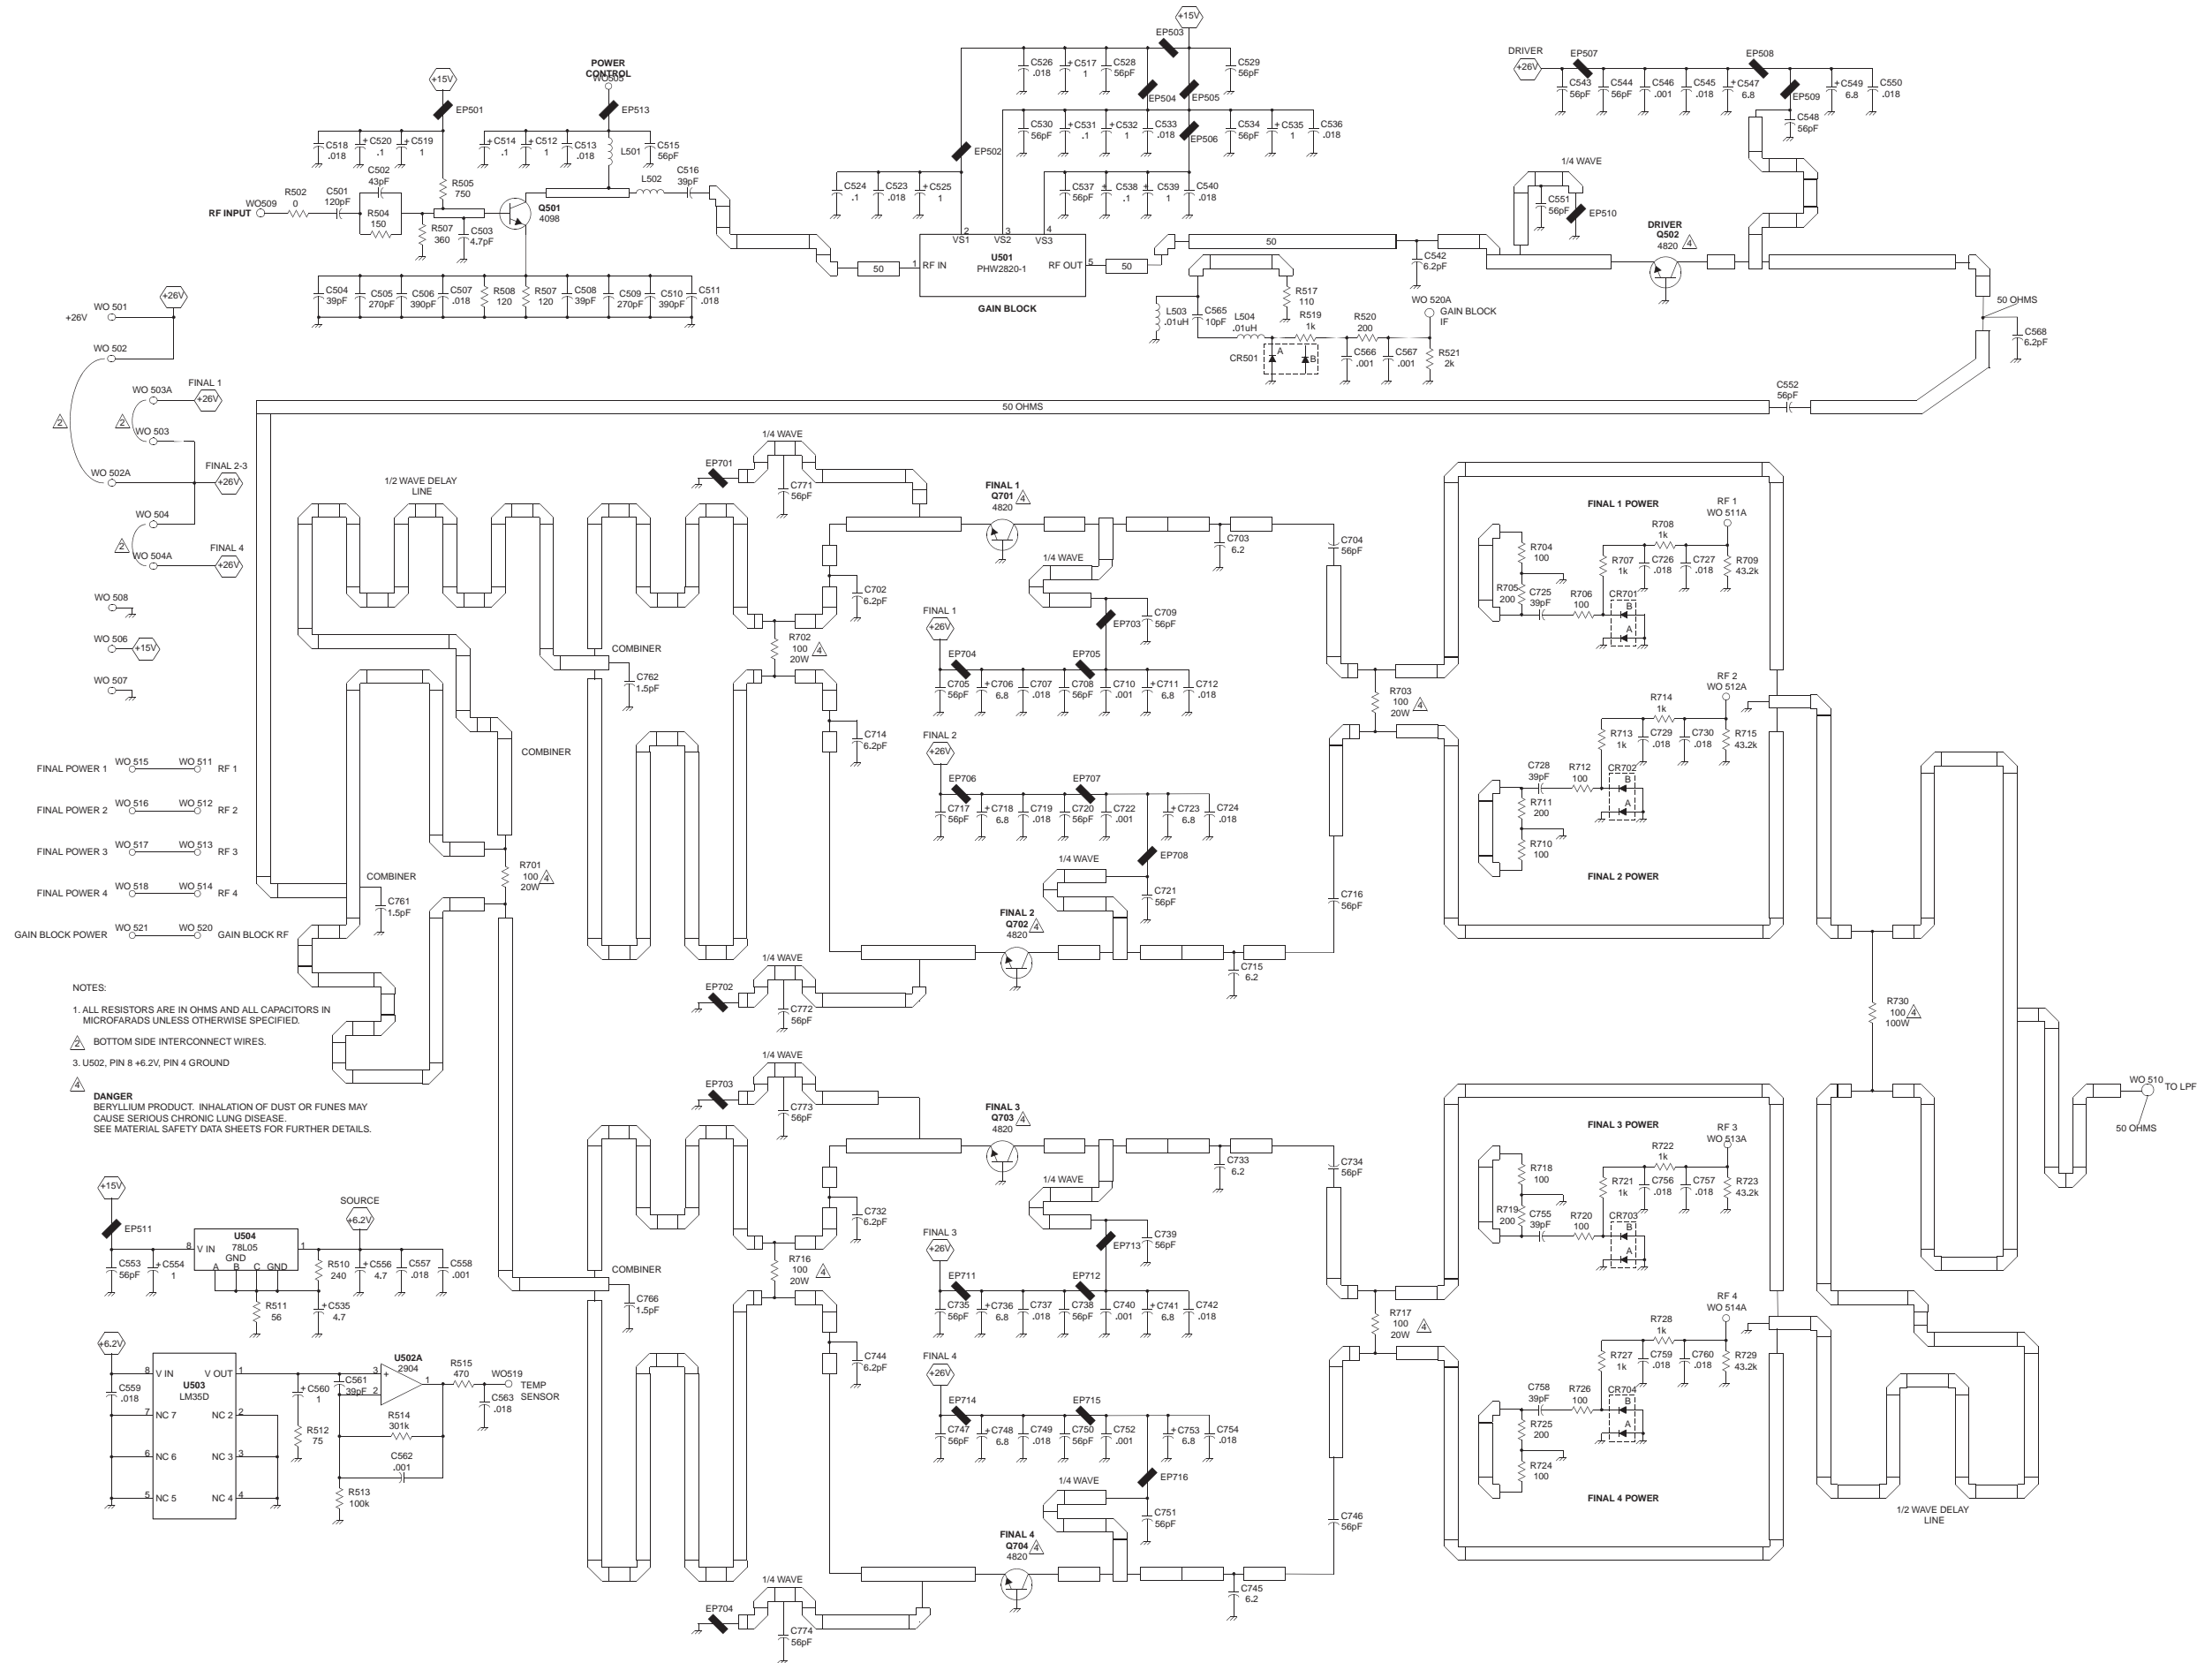 +15V
EP501
POWER
CONTROL
WO505
EP513
C518
.018
+ C520
.1
+ C519
1
+ C514
.1
+ C512
1
C513
.018
L501
C515
56pF
RF INPUT
WO509
R502
0
C501
120pF
C502
43pF
R504
150
R505
750
R507
360
C503
4.7pF
Q501
4098
L502
C516
39pF
C504
39pF
C505
270pF
C506
390pF
C507
.018
R508
120
R507
120
C508
39pF
C509
270pF
C510
390pF
C511
.018
+15V
EP503
C526
.018
+ C517
1
C528
56pF
C529
56pF
EP504
EP505
C530
56pF
+ C531
.1
+ C532
1
C533
.018
EP506
C534
56pF
+ C535
1
C536
.018
EP502
+ C524
.1
C523
.018
+ C525
1
C537
56pF
+ C538
.1
+ C539
1
C540
.018
2
VS1
3
VS2
4
VS3
1
RF IN
U501
PHW2820-1
RF OUT
5
GAIN BLOCK
50
50
50
C542
6.2pF
L503
.01uH
C565
10pF
L504
.01uH
R517
110
R519
1k
R520
200
CR501
A
B
C566
.001
C567
.001
R521
2k
WO 520A
GAIN BLOCK
IF
DRIVER
+26V
EP507
EP508
C543
56pF
C544
56pF
C546
.001
C545
.018
+ C547
6.8
EP509
+ C549
6.8
C550
.018
C548
56pF
1/4 WAVE
C551
56pF
EP510
DRIVER
Q502
4820
4
50 OHMS
C568
6.2pF
C552
56pF
50 OHMS
+26V
WO 501
+26V
WO 502
WO 503A
FINAL 1
+26V
2
2
WO 503
WO 502A
FINAL 2-3
+26V
WO 504
2
WO 504A
FINAL 4
+26V
WO 508
WO 506
+15V
WO 507
FINAL POWER 1
WO 515
WO 511
RF 1
FINAL POWER 2
WO 516
WO 512
RF 2
FINAL POWER 3
WO 517
WO 513
RF 3
FINAL POWER 4
WO 518
WO 514
RF 4
GAIN BLOCK POWER
WO 521
WO 520
GAIN BLOCK RF
NOTES:
1. ALL RESISTORS ARE IN OHMS AND ALL CAPACITORS IN
MICROFARADS UNLESS OTHERWISE SPECIFIED.
2
BOTTOM SIDE INTERCONNECT WIRES.
3. U502, PIN 8 +6.2V, PIN 4 GROUND
4
DANGER
BERYLLIUM PRODUCT. INHALATION OF DUST OR FUNES MAY
CAUSE SERIOUS CHRONIC LUNG DISEASE.
SEE MATERIAL SAFETY DATA SHEETS FOR FURTHER DETAILS.
1/2 WAVE DELAY
LINE
COMBINER
C762
1.5pF
COMBINER
COMBINER
C761
1.5pF
R701
100
20W
4
EP701
1/4 WAVE
C771
56pF
FINAL 1
Q701
4820
4
C702
6.2pF
R702
100
20W
4
C714
6.2pF
1/4 WAVE
C703
6.2
C704
56pF
FINAL 1
+26V
EP703
C709
56pF
EP704
EP705
C705
56pF
+ C706
6.8
C707
.018
C708
56pF
C710
.001
+ C711
6.8
C712
.018
FINAL 2
+26V
EP706
EP707
C717
56pF
+ C718
6.8
C719
.018
C720
56pF
C722
.001
+ C723
6.8
C724
.018
EP708
1/4 WAVE
C721
56pF
FINAL 2
Q702
4820
4
C715
6.2
C716
56pF
EP702
1/4 WAVE
C772
56pF
R703
100
20W
4
FINAL 1 POWER
R704
100
R705
200
C725
39pF
R706
100
R707
1k
R708
1k
C726
.018
C727
.018
R709
43.2k
RF 1
WO 511A
CR701
B
A
RF 2
WO 512A
R714
1k
R713
1k
C729
.018
C730
.018
R715
43.2k
C728
39pF
R712
100
CR702
B
A
R711
200
R710
100
FINAL 2 POWER
R730
100
100W
4
WO 510
TO LPF
50 OHMS
EP703
1/4 WAVE
C773
56pF
FINAL 3
Q703
4820
4
C732
6.2pF
R716
100
20W
4
C744
6.2pF
COMBINER
C766
1.5pF
1/4 WAVE
C733
6.2
C734
56pF
FINAL 3
+26V
EP713
C739
56pF
EP711
EP712
C735
56pF
+ C736
6.8
C737
.018
C738
56pF
C740
.001
+ C741
6.8
C742
.018
FINAL 4
+26V
EP714
EP715
C747
56pF
+ C748
6.8
C749
.018
C750
56pF
C752
.001
+ C753
6.8
C754
.018
EP716
1/4 WAVE
C751
56pF
FINAL 4
Q704
4820
4
C745
6.2
C746
56pF
EP704
1/4 WAVE
C774
56pF
R717
100
20W
4
FINAL 3 POWER
R718
100
R719
200
C755
39pF
R720
100
R721
1k
R722
1k
C756
.018
C757
.018
R723
43.2k
RF 3
WO 513A
CR703
B
A
RF 4
WO 514A
R728
1k
R727
1k
C759
.018
C760
.018
R729
43.2k
C758
39pF
R726
100
CR704
B
A
R725
200
R724
100
FINAL 4 POWER
1/2 WAVE DELAY
LINE
+15V
EP511
C553
56pF
+ C554
1
8
V IN
U504
78L05
GND
A B C GND
1
R510
240
SOURCE
+6.2V
+ C556
4.7
C557
.018
C558
.001
R511
56
+ C535
4.7
+6.2V
C559
.018
8
V IN
V OUT
1
U503
LM35D
7
NC 7
NC 2
2
6
NC 6
NC 3
3
5
NC 5
NC 4
4
+ C560
1
C561
39pF
R512
75
U502A
2904
3
+
2
-
1
R515
470
WO519
TEMP
SENSOR
C563
.018
R514
301k
C562
.001
R513
100k